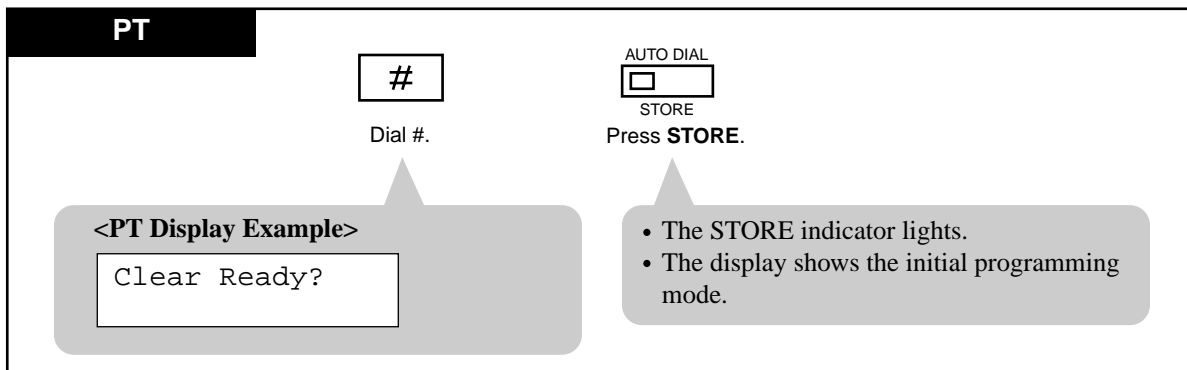 PT
#
Dial #.
AUTO DIAL
STORE
Press STORE.
<PT Display Example>
Clear Ready?
• The STORE indicator lights.
• The display shows the initial programming
mode.